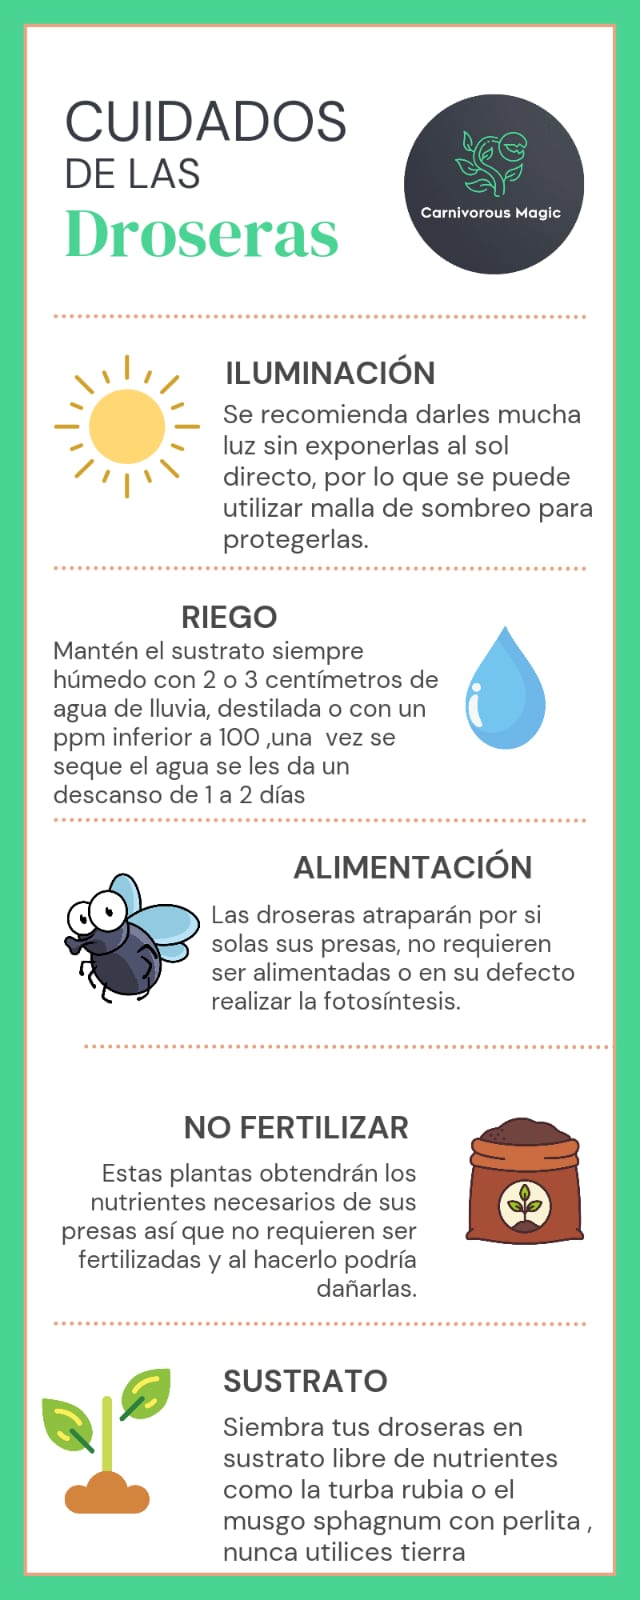 CUIDADOS
DE LAS
Droseras
Carnivorous Magic
ILUMINACIÓN
Se recomienda darles mucha
luz sin exponerlas al sol
directo, por lo que se puede
utilizar malla de sombreo para
protegerlas.
RIEGO
Mantén el sustrato siempre
húmedo con 2 o 3 centímetros de
agua de lluvia, destilada o con un
ppm inferior a 100 ,una  vez se
seque el agua se les da un
descanso de 1 a 2 días
ALIMENTACIÓN
Las droseras atraparán por si
solas sus presas, no requieren
ser alimentadas o en su defecto
realizar la fotosíntesis.
NO FERTILIZAR
Estas plantas obtendrán los
nutrientes necesarios de sus
presas así que no requieren ser
fertilizadas y al hacerlo podría
dañarlas.
SUSTRATO
Siembra tus droseras en
sustrato libre de nutrientes
como la turba rubia o el
musgo sphagnum con perlita ,
nunca utilices tierra